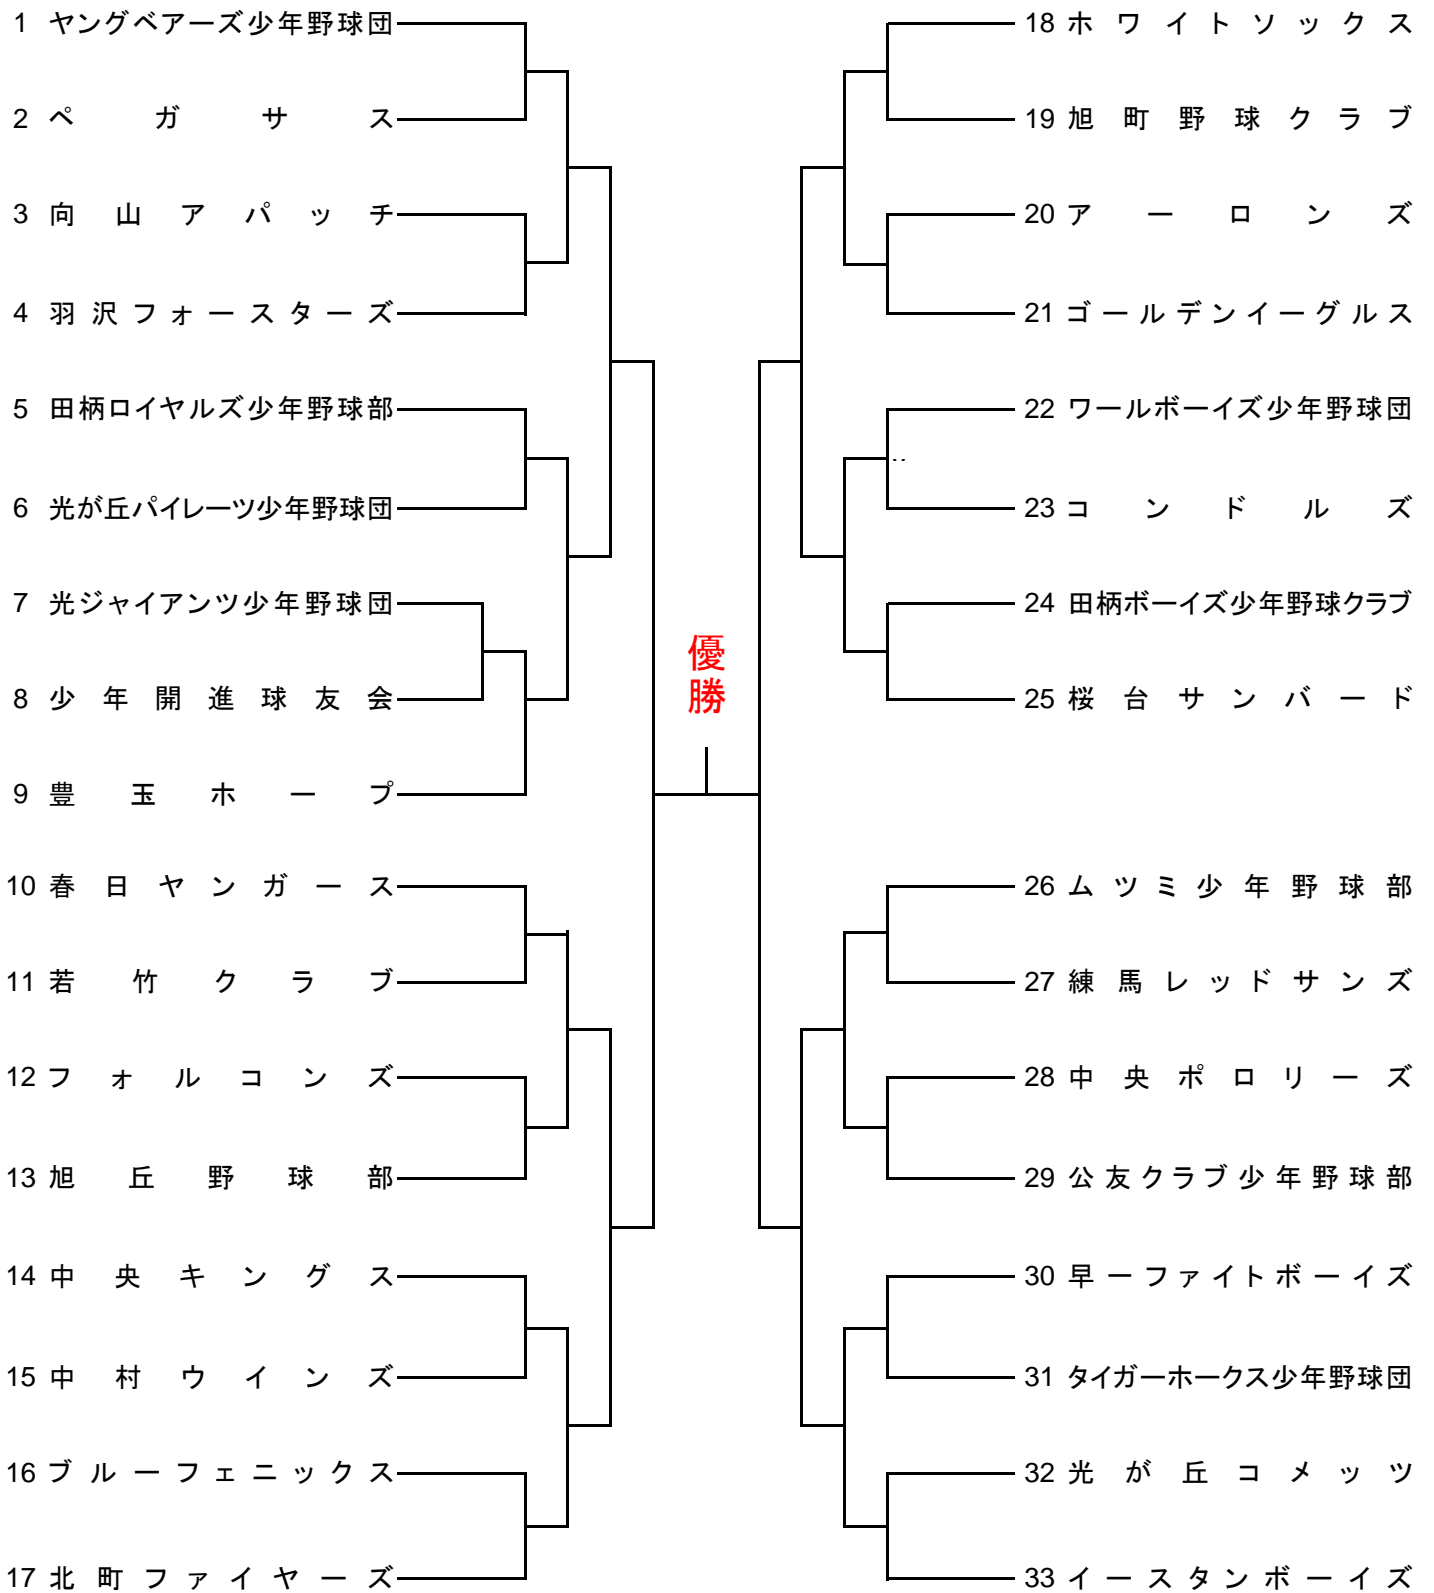 1 ヤングベアーズ少年野球団
2 ペガサス
3 向山アパッチ
4 羽沢フォースターズ
5 田柄ロイヤルズ少年野球部
6 光が丘パイレーツ少年野球団
7 光ジャイアンツ少年野球団
8 少年開進球友会
9 豊玉ホープ
10 春日ヤンガース
11 若竹クラブ
12 フォルコンズ
13 旭丘野球部
14 中央キングス
15 中村ウインズ
16 ブルーフェニックス
17 北町ファイヤーズ
優勝
18 ホワイトソックス
19 旭町野球クラブ
20 アーロンズ
21 ゴールデンイーグルス
22 ワールボーイズ少年野球団
23 コンドルズ
24 田柄ボーイズ少年野球クラブ
25 桜台サンバード
26 ムツミ少年野球部
27 練馬レッドサンズ
28 中央ポロリーズ
29 公友クラブ少年野球部
30 早一ファイトボーイズ
31 タイガーホークス少年野球団
32 光が丘コメッツ
33 イースタンボーイズ